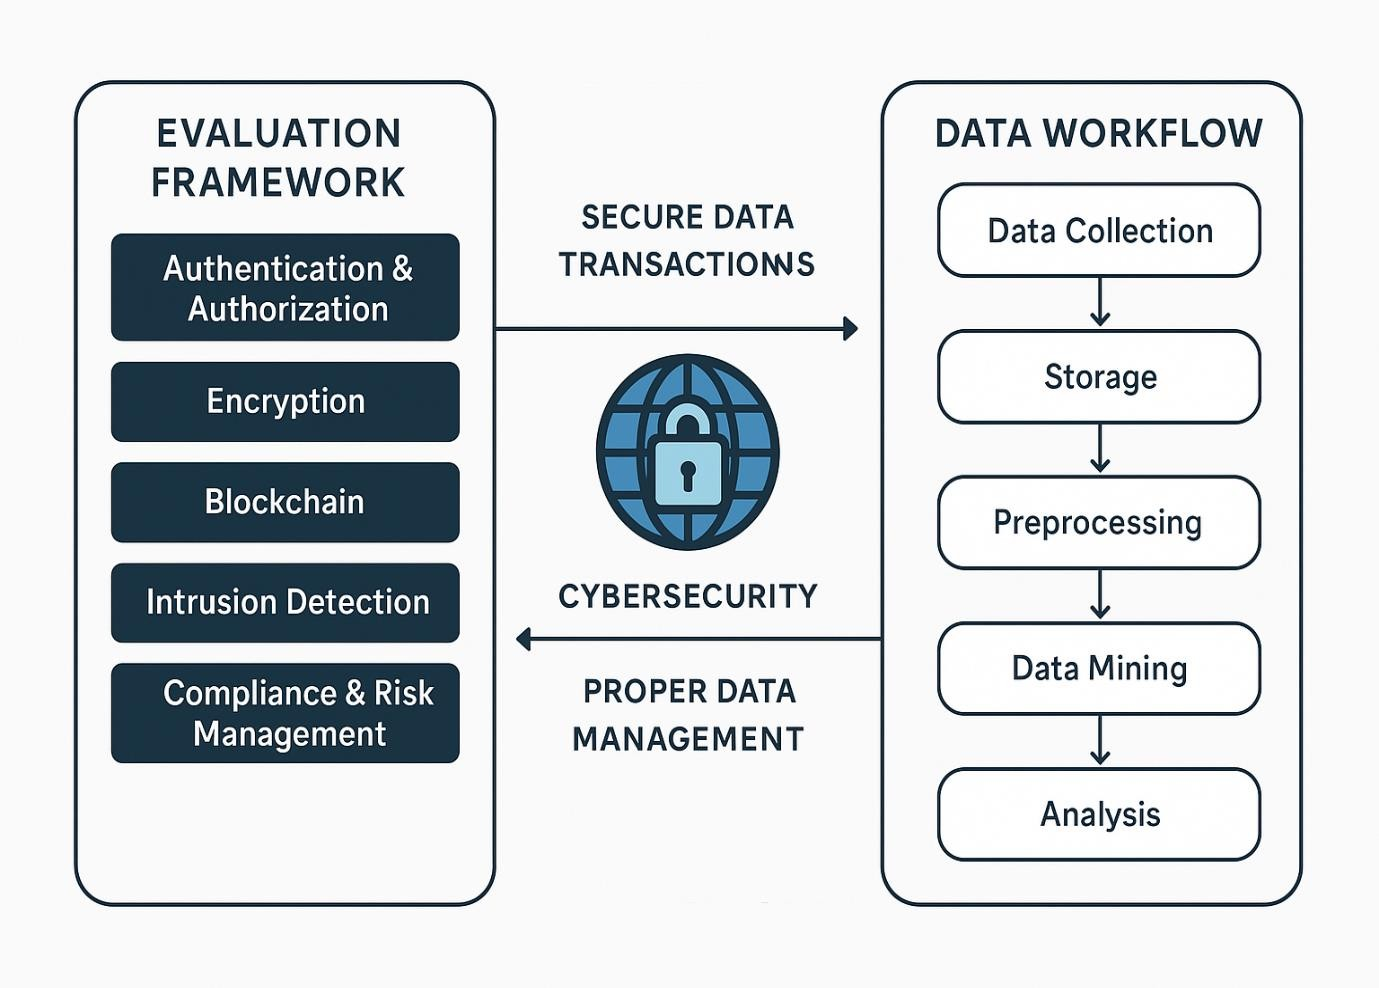 EVALUATION
FRAMEWORK
Authentication &
Authorization
Encryption
Blockchain
Intrusion Detection
Compliance & Risk
Management
SECURE DATA
TRANSACTIONNS
CYBERSECURITY
PROPER DATA
MANAGEMENT
DATA WORKFLOW
Data Collection
Storage
Preprocessing
Data Mining
Analysis